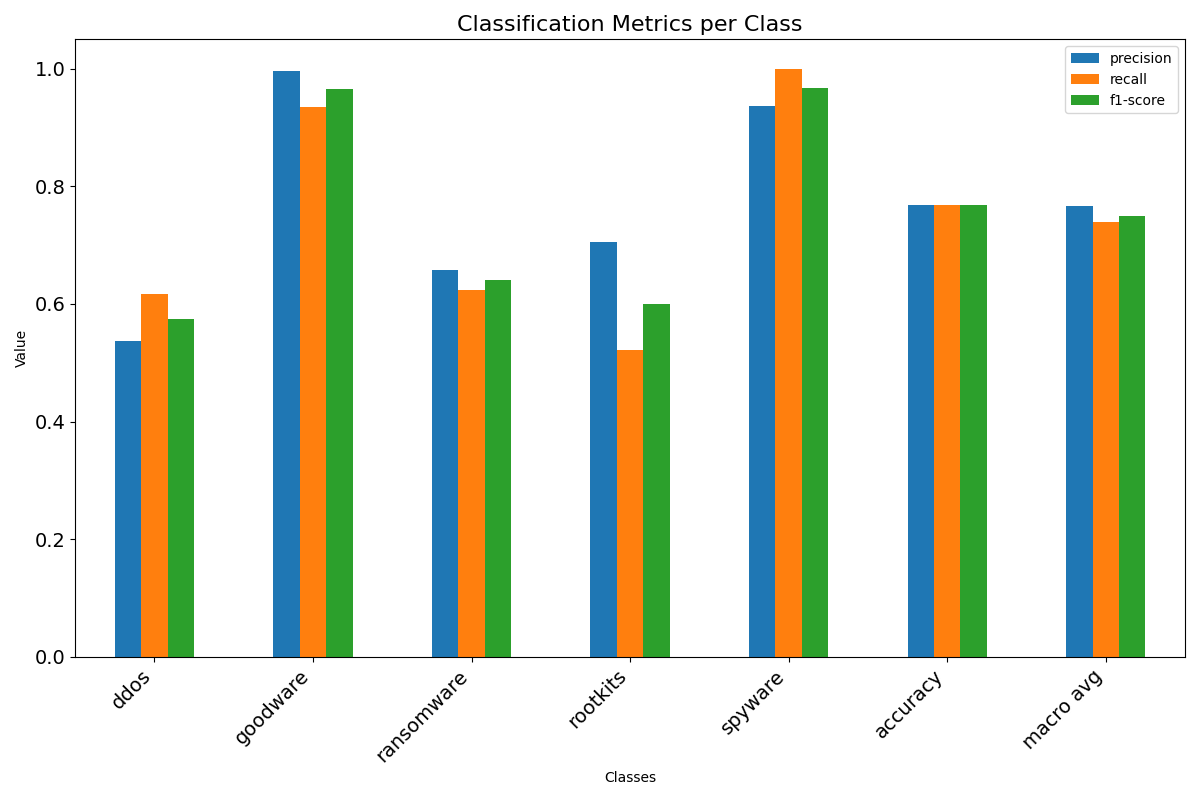 Classification Metrics per Class
precision
recall
f1-score
1.0
0.8
0.6
0.4
0.2
0.0
Value
ddos
goodware
ransomware
rootkits
spyware
accuracy
macro avg
Classes